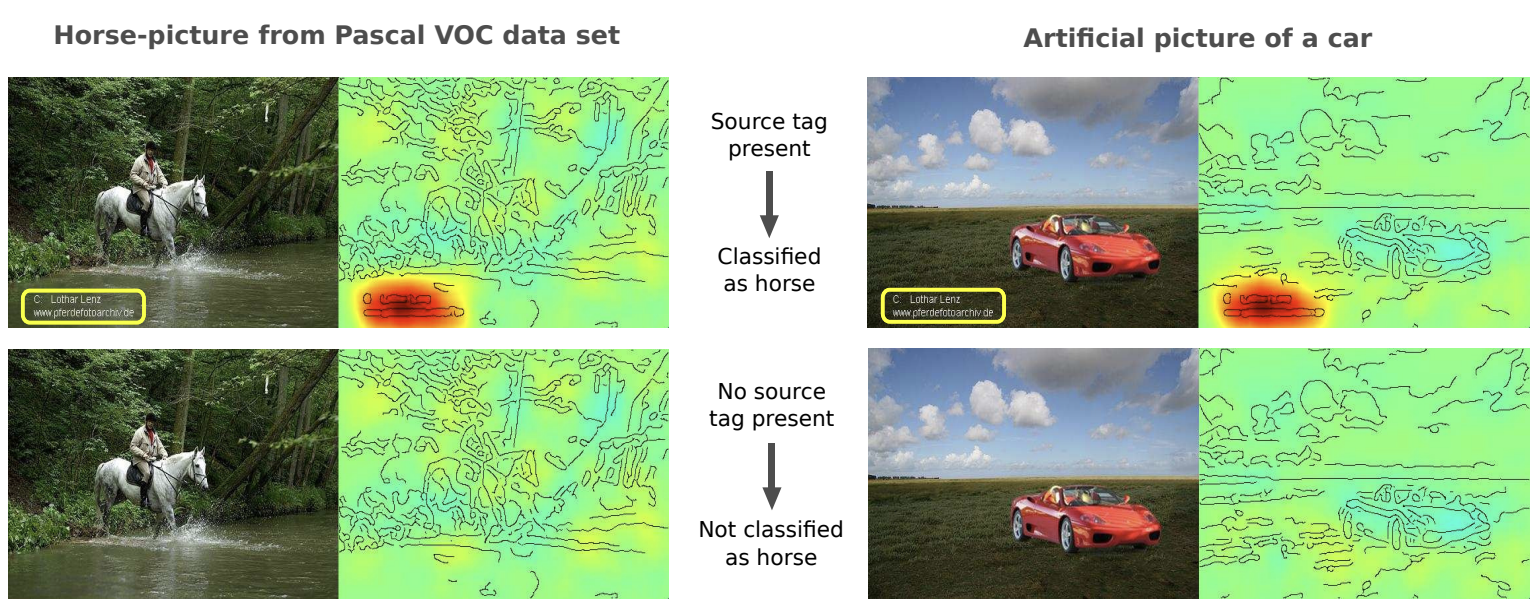 Horse-picture from Pascal VOC data set
Artificial picture of a car
C: Lothar Lenz
www.pferdefotoarchiv.de
Source tag
present
Classified
as horse
C: Lothar Lenz
www.pferdefotoarchiv.de
No source
tag present
Not classified
as horse